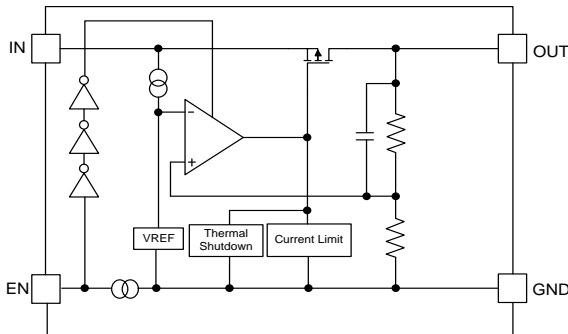 IN
OUT
−
+
VREF
Thermal
Shutdown
Current Limit
EN
GND